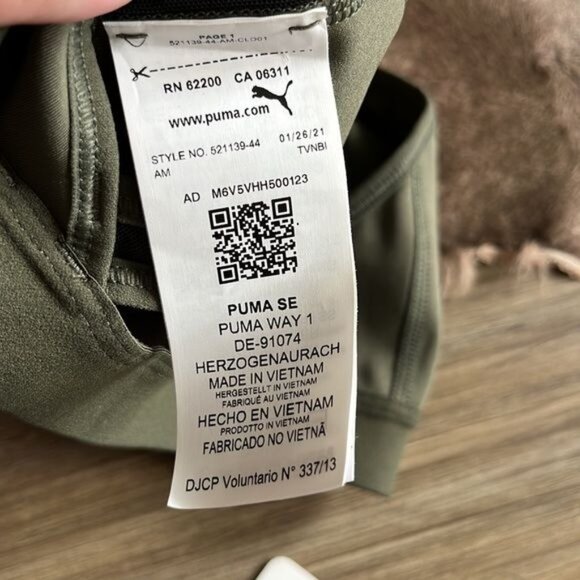 PAGE 1
521139-44-AM-CLO01
RN 62200 CA 06311
www.puma.com
STYLE NO. 521139-44 01/26/21
AM TVNBI
AD M6V5VHH500123
PUMA SE
PUMA WAY 1
DE-91074
HERZOGENAURACH
MADE IN VIETNAM
HERGESTELLT IN VIETNAM
FABRIQUÉ AU VIETNAM
HECHO EN VIETNAM
PRODOTTO IN VIETNAM
FABRICADO NO VIETNÃ
DJCP Voluntario N° 337/13